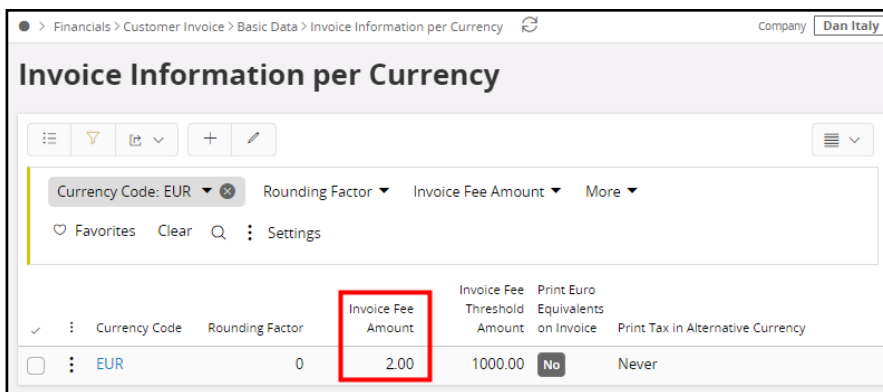 > Financials > Customer Invoice > Basic Data > Invoice Information per Currency
Company Dan Italy
Invoice Information per Currency
Currency Code: EUR Rounding Factor Invoice Fee Amount More
Favorites Clear Settings
Currency Code Rounding Factor Invoice Fee Amount Invoice Fee Threshold Amount Print Euro Equivalents on Invoice Print Tax in Alternative Currency
EUR 0 2.00 1000.00 No Never